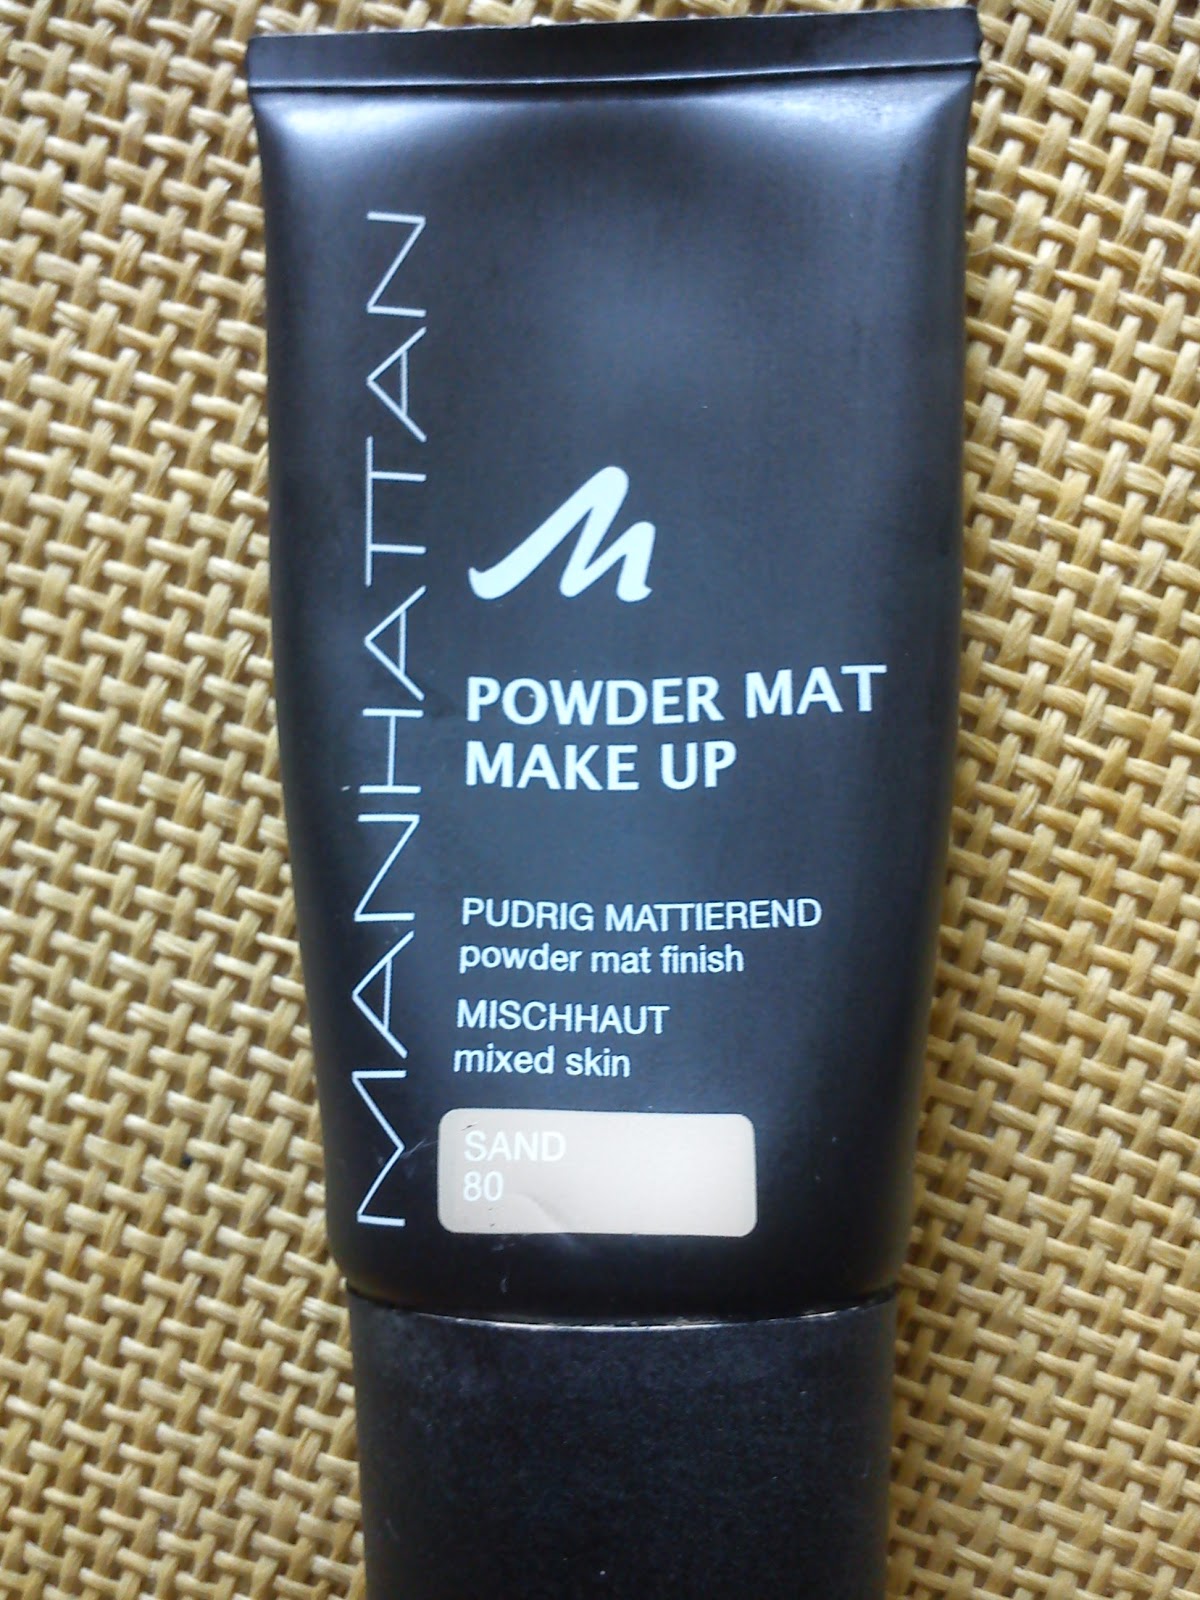 MANHATTAN
M
POWDER MAT
MAKE UP
PUDRIG MATTIEREND
powder mat finish
MISCHHAUT
mixed skin
SAND
80